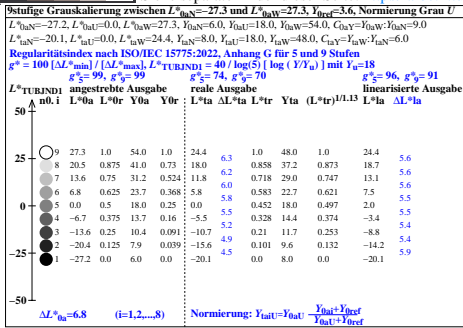 9stufige Grauskalierung zwischen L*0aN=−27.2 und L*0aW=27.3, Y0ref=3.6, Normierung Grau U
L*0aN=−27.2, L*0aU=0.0, L*0aW=27.3, Y0aN=6.0, Y0aU=18.0, Y0aW=54.0, C0aY=Y0aW:Y0aN=9.0
L*taN=−20.1, L*taU=0.0, L*taW=24.4, YtaN=8.0, YtaU=18.0, YtaW=48.0, CtaY=YtaW:YtaN=6.0
Regularitätsindex nach ISO/IEC 15775:2022, Anhang G für 5 und 9 Stufen
g* = 100 [ΔL*min] / [ΔL*max], L*TUBJND1 = 40 / log(5) [ log ( Y/Yu) ] mit Yu=18
g*5= 99, g*9= 99 g*5= 74, g*9= 70 g*5= 96, g*9= 91
L*TUBJND1 angestrebte Ausgabe reale Ausgabe linearisierte Ausgabe
n0. i L*0a L*0r Y0a Y0r L*ta ΔL*ta L*tr Yta (L*tr)1/1.13 L*la ΔL*la
50
9 27.3 1.0 54.0 1.0 24.4 1.0 48.0 1.0 24.4
6.3 5.6
8 20.5 0.875 41.0 0.73 18.0 0.858 37.2 0.873 18.7
25
6.2 5.6
7 13.6 0.75 31.2 0.524 11.8 0.718 29.0 0.747 13.1
6.0 5.6
6 6.8 0.625 23.7 0.368 5.8 0.583 22.7 0.621 7.5
5.8 5.5
0 5 0.0 0.5 18.0 0.25 0.0 0.452 18.0 0.497 2.0
5.5 5.4
4 −6.7 0.375 13.7 0.16 −5.5 0.328 14.4 0.374 −3.4
5.2 5.4
3 −13.6 0.25 10.4 0.091 −10.7 0.211 11.7 0.253 −8.8
4.9 5.4
2 −20.4 0.125 7.9 0.039 −15.6 0.101 9.6 0.132 −14.2
−25
4.5 5.9
1 −27.2 0.0 6.0 0.0 −20.1 0.0 8.0 0.0 −20.1
−50
ΔL*0a=6.8 (i=1,2,...,8) Normierung: YtaiU=Y0aU Y0ai+Y0ref
Y0aU+Y0ref